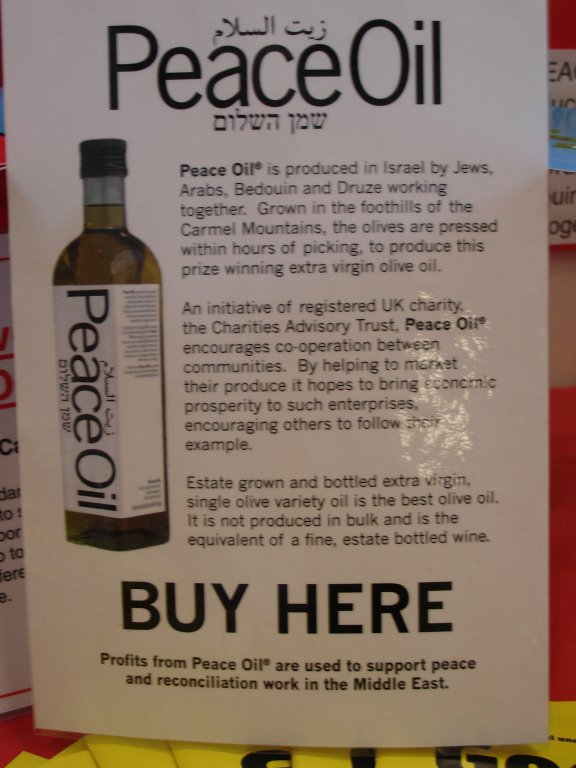 زيت السلام
Peace Oil
שמן השלום
Peace Oil® is produced in Israel by Jews,
Arabs, Bedouin and Druze working
together. Grown in the foothills of the
Carmel Mountains, the olives are pressed
within hours of picking, to produce this
prize winning extra virgin olive oil.
An initiative of registered UK charity,
the Charities Advisory Trust, Peace Oil®
encourages co-operation between
communities. By helping to market
their produce it hopes to bring economic
prosperity to such enterprises,
encouraging others to follow their
example.
Estate grown and bottled extra virgin,
single olive variety oil is the best olive oil.
It is not produced in bulk and is the
equivalent of a fine, estate bottled wine.
BUY HERE
Profits from Peace Oil® are used to support peace
and reconciliation work in the Middle East.
زيت السلام
Peace Oil
שמן השלום